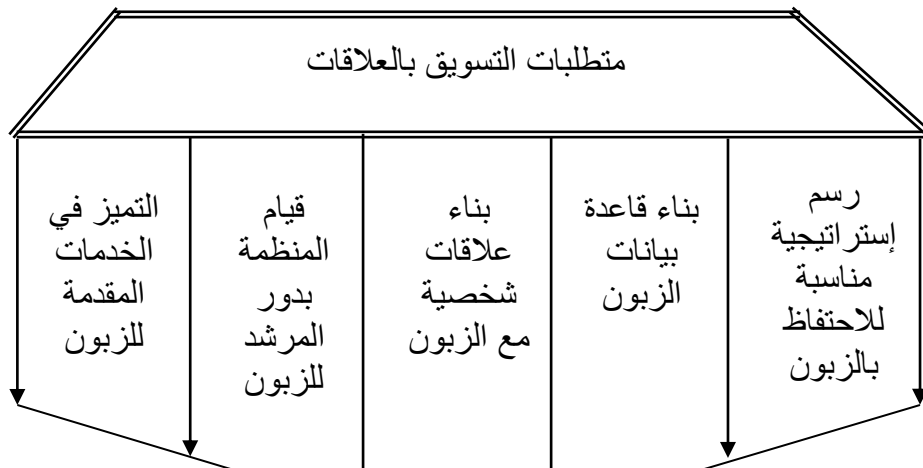 متطلبات التسويق بالعلاقات
رسم
إستراتيجية
مناسبة
للاحتفاظ
بالزبون
بناء قاعدة
بيانات
الزبون
بناء
علاقات
شخصية
مع الزبون
قيام
المنظمة
بدور
المرشد
للزبون
التميز في
الخدمات
المقدمة
للزبون